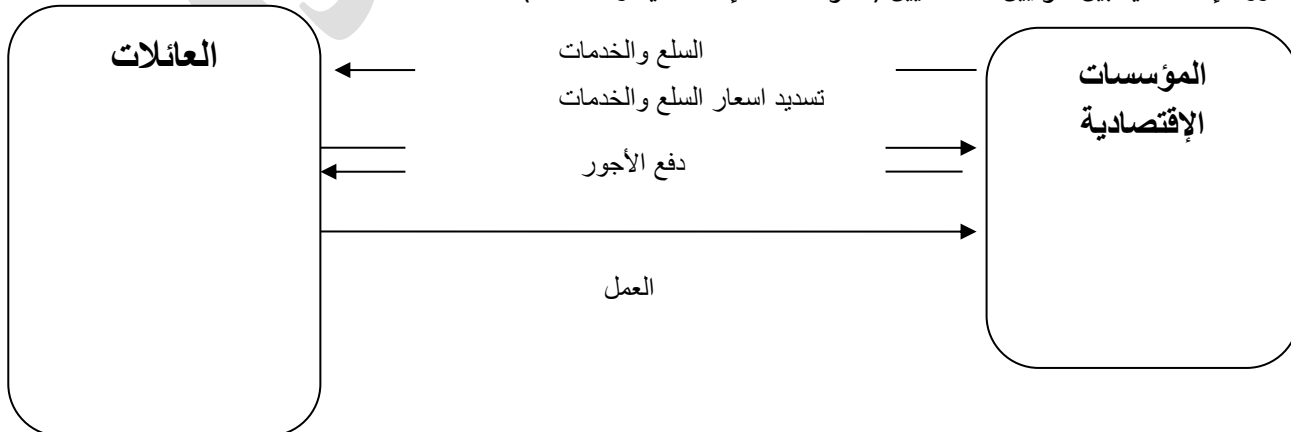 العائلات
المؤسسات
الإقتصادية
السلع والخدمات
تسديد اسعار السلع والخدمات
دفع الأجور
العمل